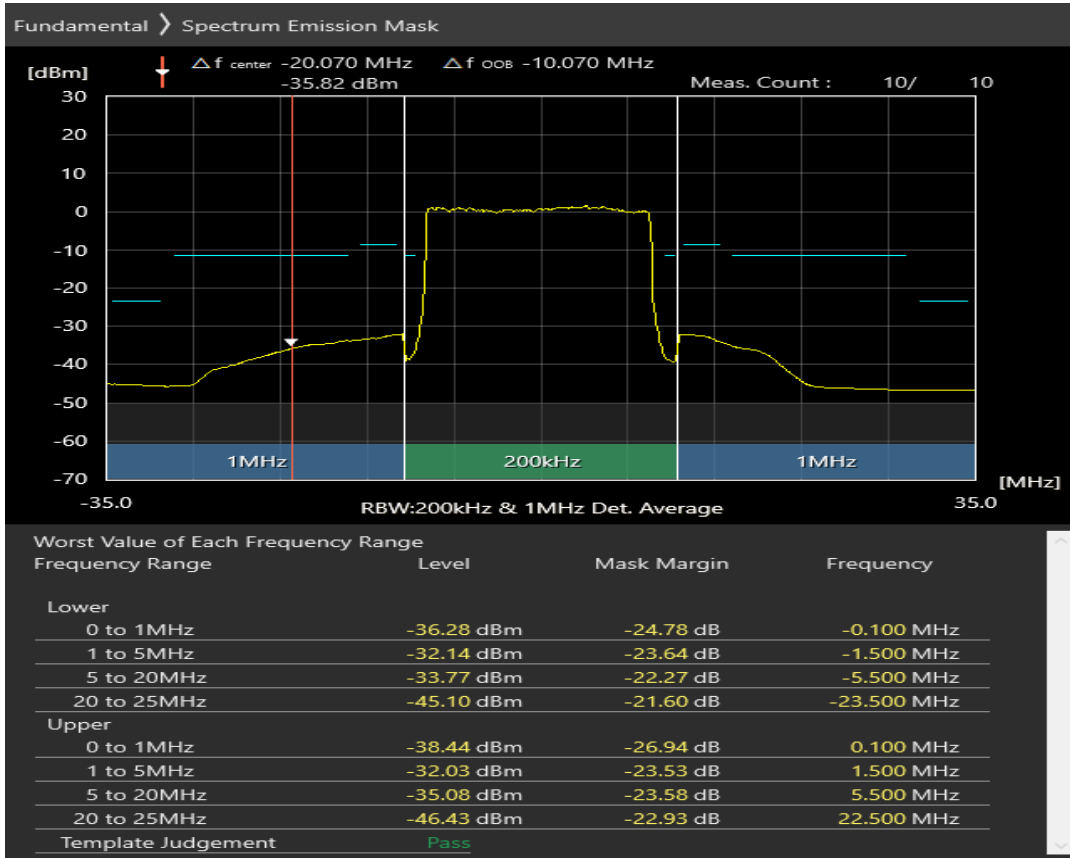 Fundamental 〉 Spectrum Emission Mask
[dBm] △f center -20.070 MHz △f OOB -10.070 MHz
-35.82 dBm Meas. Count : 10/ 10
30
20
10
0
-10
-20
-30
-40
-50
-60
1MHz 200kHz 1MHz
-70
[MHz]
-35.0 RBW:200kHz & 1MHz Det. Average 35.0
Worst Value of Each Frequency Range
Frequency Range Level Mask Margin Frequency
Lower
0 to 1MHz -36.28 dBm -24.78 dB -0.100 MHz
1 to 5MHz -32.14 dBm -23.64 dB -1.500 MHz
5 to 20MHz -33.77 dBm -22.27 dB -5.500 MHz
20 to 25MHz -45.10 dBm -21.60 dB -23.500 MHz
Upper
0 to 1MHz -38.44 dBm -26.94 dB 0.100 MHz
1 to 5MHz -32.03 dBm -23.53 dB 1.500 MHz
5 to 20MHz -35.08 dBm -23.58 dB 5.500 MHz
20 to 25MHz -46.43 dBm -22.93 dB 22.500 MHz
Template Judgement Pass